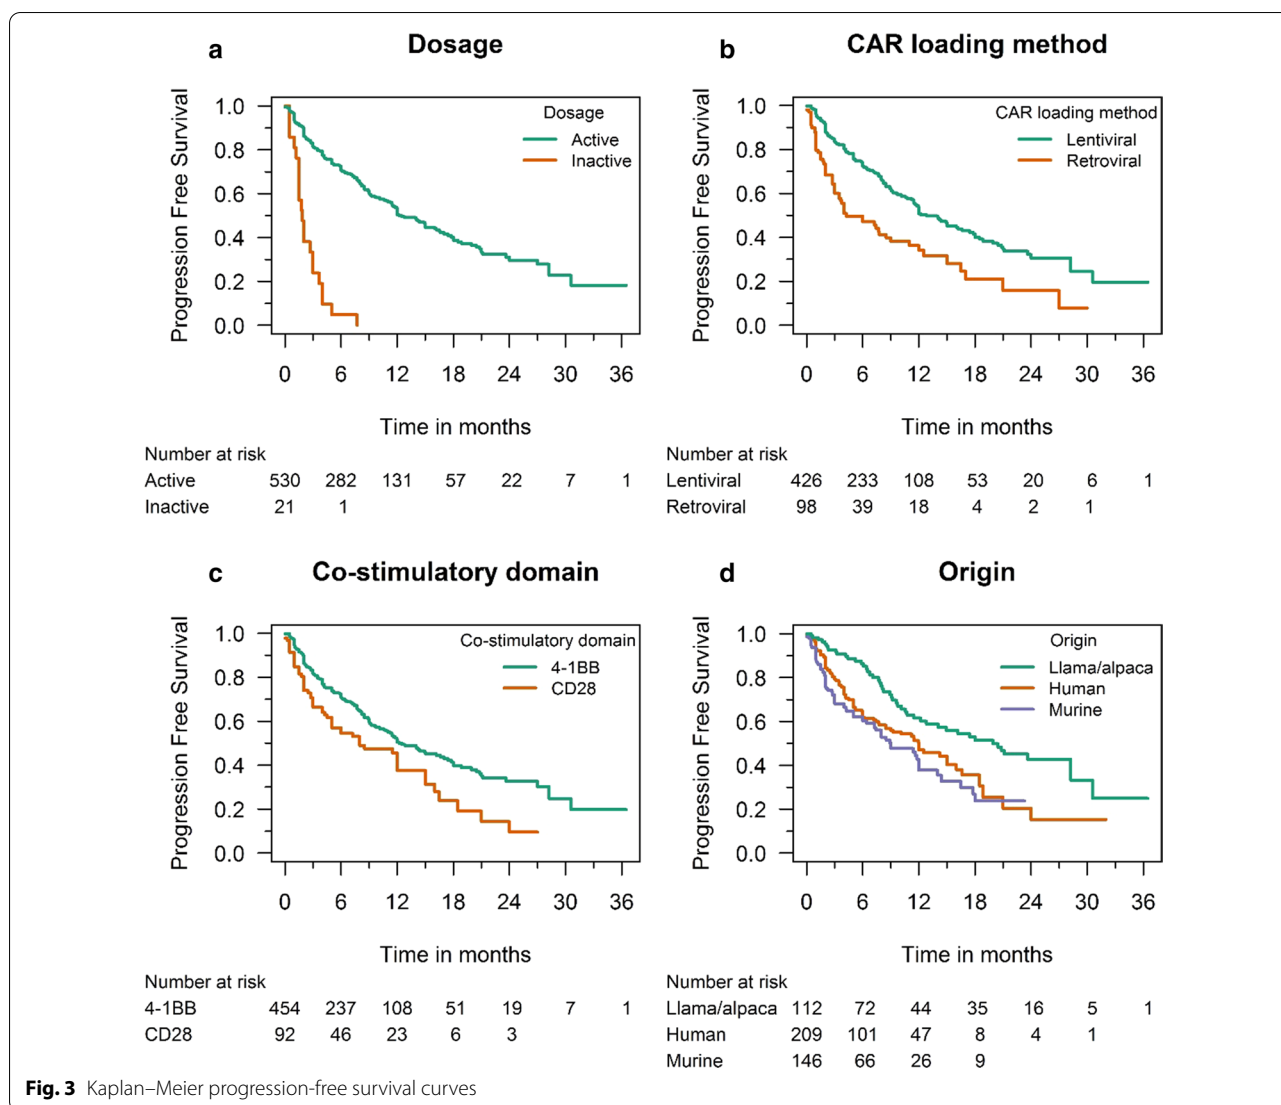 a Dosage
Progression Free Survival
1.0
0.8
0.6
0.4
0.2
0.0
Dosage
Active
Inactive
0 6 12 18 24 30 36
Time in months
Number at risk
Active 530 282 131 57 22 7 1
Inactive 21 1
b CAR loading method
Progression Free Survival
1.0
0.8
0.6
0.4
0.2
0.0
CAR loading method
Lentiviral
Retroviral
0 6 12 18 24 30 36
Time in months
Number at risk
Lentiviral 426 233 108 53 20 6 1
Retroviral 98 39 18 4 2 1
c Co-stimulatory domain
Progression Free Survival
1.0
0.8
0.6
0.4
0.2
0.0
Co-stimulatory domain
4-1BB
CD28
0 6 12 18 24 30 36
Time in months
Number at risk
4-1BB 454 237 108 51 19 7 1
CD28 92 46 23 6 3
d Origin
Progression Free Survival
1.0
0.8
0.6
0.4
0.2
0.0
Origin
Llama/alpaca
Human
Murine
0 6 12 18 24 30 36
Time in months
Number at risk
Llama/alpaca 112 72 44 35 16 5 1
Human 209 101 47 8 4 1
Murine 146 66 26 9
Fig. 3 Kaplan–Meier progression-free survival curves